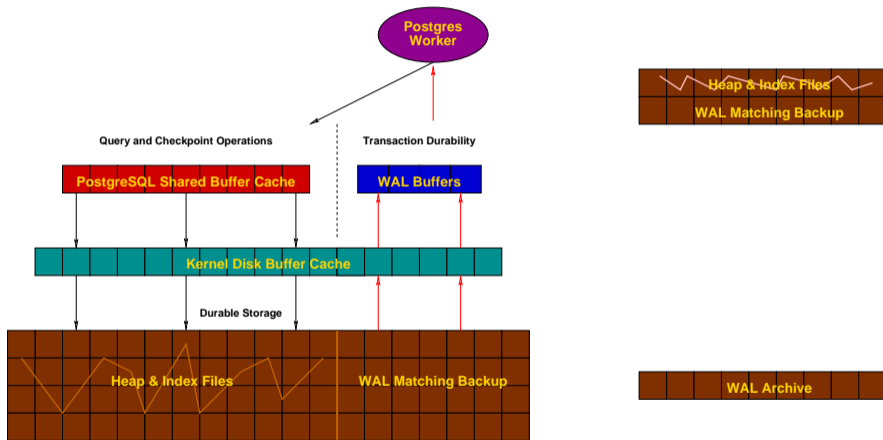 Postgres
Worker
Heap & Index Files
WAL Matching Backup
Query and Checkpoint Operations
Transaction Durability
PostgreSQL Shared Buffer Cache
WAL Buffers
Kernel Disk Buffer Cache
Durable Storage
Heap & Index Files
WAL Matching Backup
WAL Archive